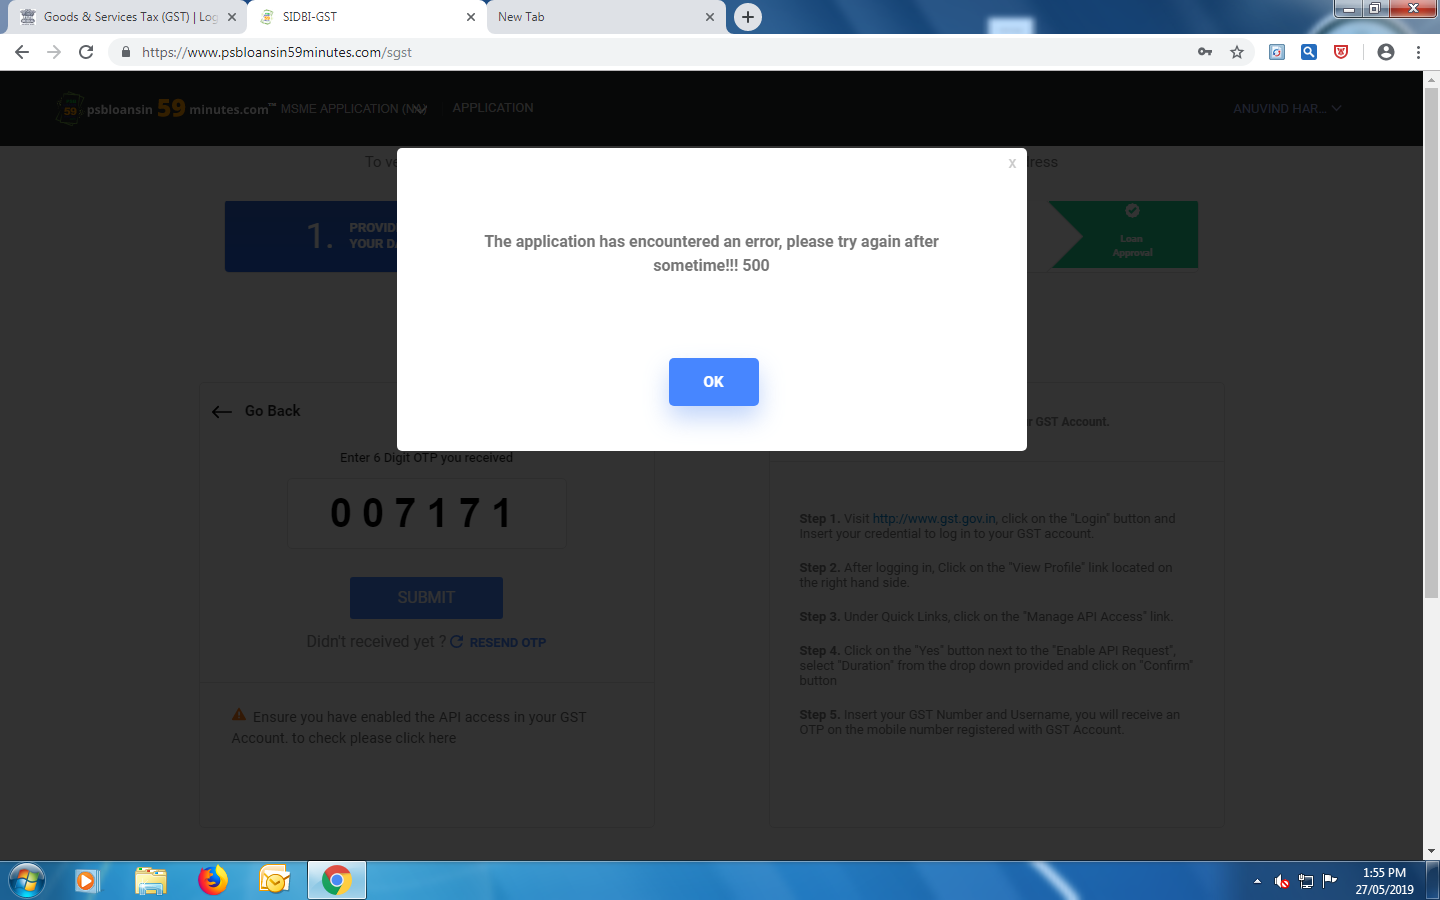 Goods & Services Tax (GST) | Log
SIDBI-GST
New Tab
https://www.psbloansin59minutes.com/sgst
psbloansin 59 minutes.com™
MSME APPLICATION (NA)
APPLICATION
ANUVIND HAR...
To ve
dress
1. PROVID
YOUR DA
Loan
Approval
X
The application has encountered an error, please try again after
sometime!!! 500
OK
Go Back
Enter 6 Digit OTP you received
007171
SUBMIT
Didn't received yet ? RESEND OTP
Ensure you have enabled the API access in your GST
Account. to check please click here
r GST Account.
Step 1. Visit http://www.gst.gov.in, click on the "Login" button and
Insert your credential to log in to your GST account.
Step 2. After logging in, Click on the "View Profile" link located on
the right hand side.
Step 3. Under Quick Links, click on the "Manage API Access" link.
Step 4. Click on the "Yes" button next to the "Enable API Request",
select "Duration" from the drop down provided and click on "Confirm"
button
Step 5. Insert your GST Number and Username, you will receive an
OTP on the mobile number registered with GST Account.
1:55 PM
27/05/2019